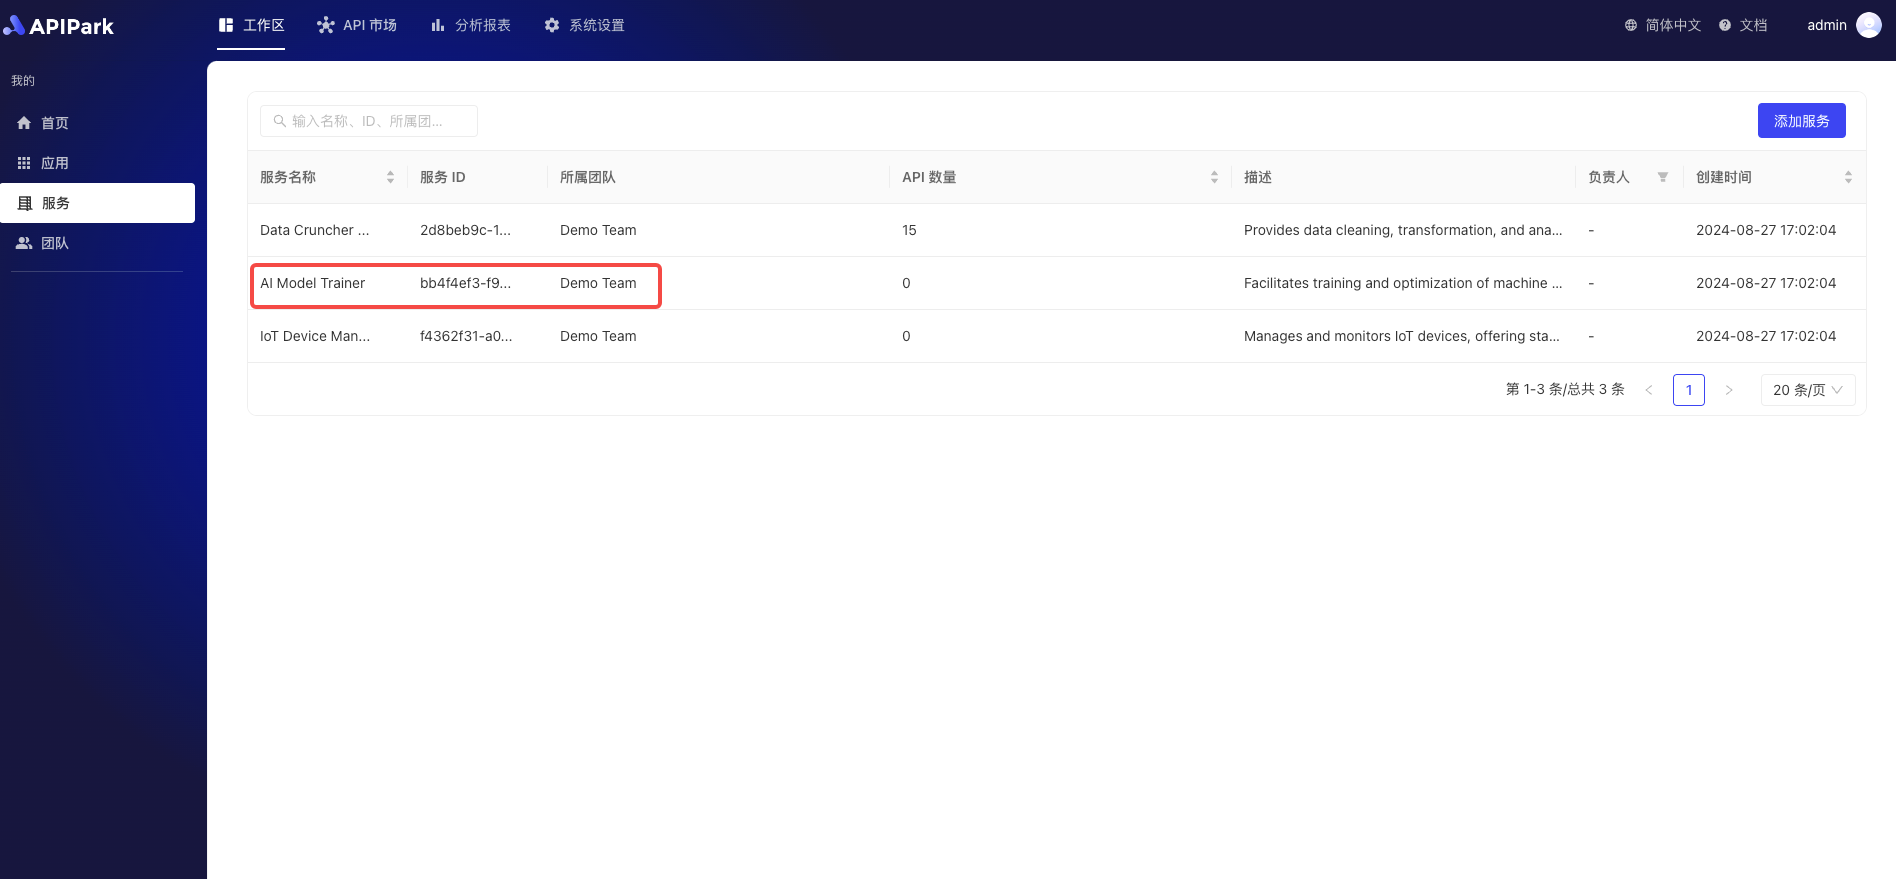 APIPark
工作区
API 市场
分析报表
系统设置
简体中文
文档
admin
我的
首页
应用
服务
团队
输入名称、ID、所属团...
添加服务
服务名称 服务 ID 所属团队 API 数量 描述 负责人 创建时间
Data Cruncher ... 2d8beb9c-1... Demo Team 15 Provides data cleaning, transformation, and ana... - 2024-08-27 17:02:04
AI Model Trainer bb4f4ef3-f9... Demo Team 0 Facilitates training and optimization of machine ... - 2024-08-27 17:02:04
IoT Device Man... f4362f31-a0... Demo Team 0 Manages and monitors IoT devices, offering sta... - 2024-08-27 17:02:04
第 1-3 条/总共 3 条 < 1 > 20 条/页